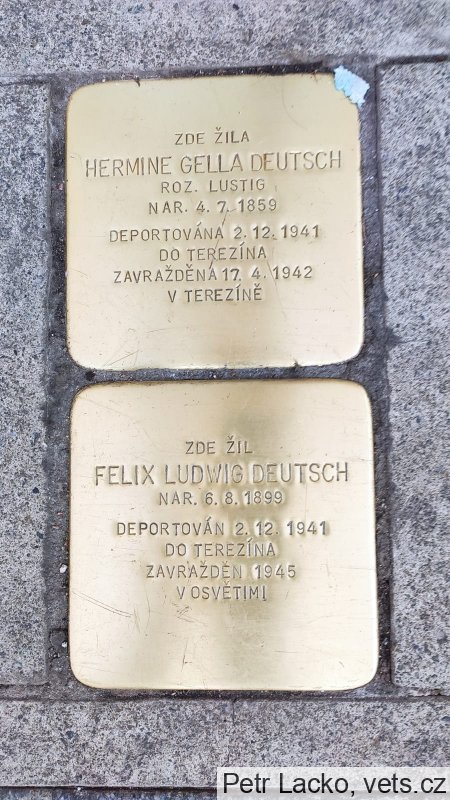 ZDE ŽILA
HERMINE GELLA DEUTSCH
ROZ. LUSTIG
NAR. 4. 7. 1859
DEPORTOVÁNA 2. 12. 1941
DO TEREZÍNA
ZAVRAŽDĚNA 17. 4. 1942
V TEREZÍNĚ
ZDE ŽIL
FELIX LUDWIG DEUTSCH
NAR. 6. 8. 1899
DEPORTOVÁN 2. 12. 1941
DO TEREZÍNA
ZAVRAŽDĚN 1945
V OSVĚTIMI
Petr Lacko, vets.cz